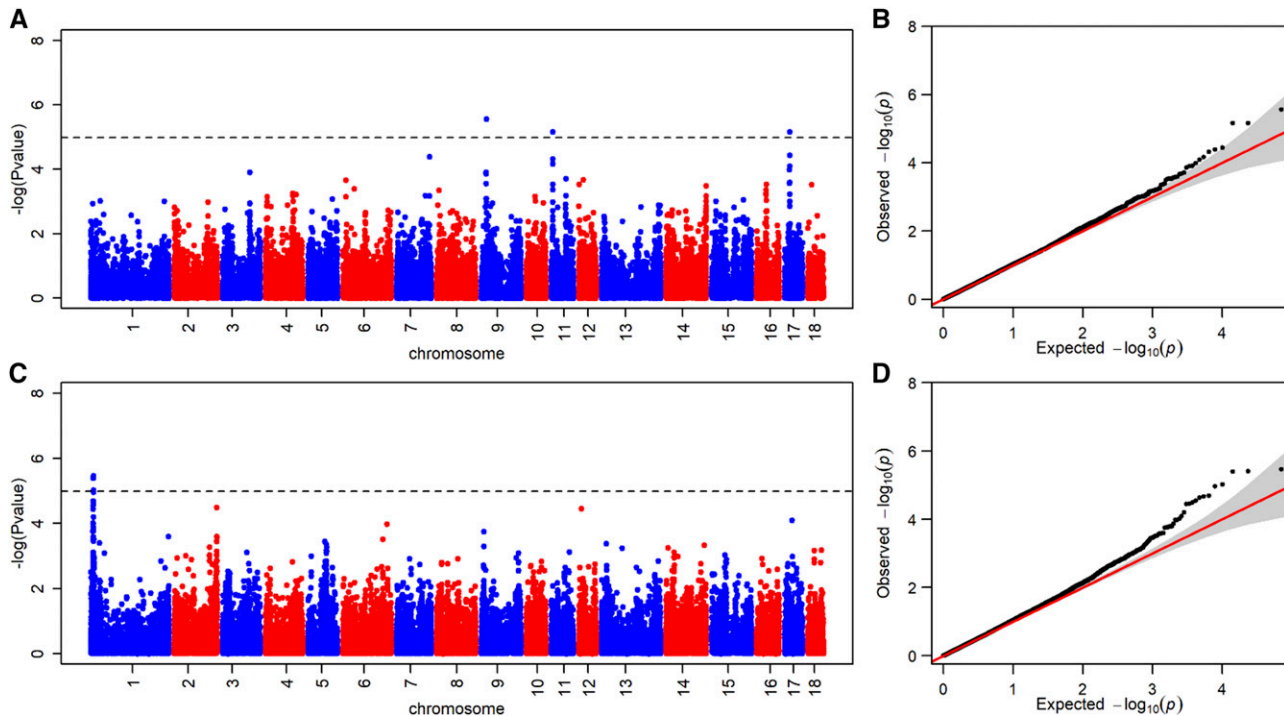 A
-log(Pvalue)
8
6
4
2
0
1 2 3 4 5 6 7 8 9 10 11 12 13 14 15 16 17 18
chromosome
B
Observed −log₁₀(p)
8
6
4
2
0
0 1 2 3 4
Expected −log₁₀(p)
C
-log(Pvalue)
8
6
4
2
0
1 2 3 4 5 6 7 8 9 10 11 12 13 14 15 16 17 18
chromosome
D
Observed −log₁₀(p)
8
6
4
2
0
0 1 2 3 4
Expected −log₁₀(p)